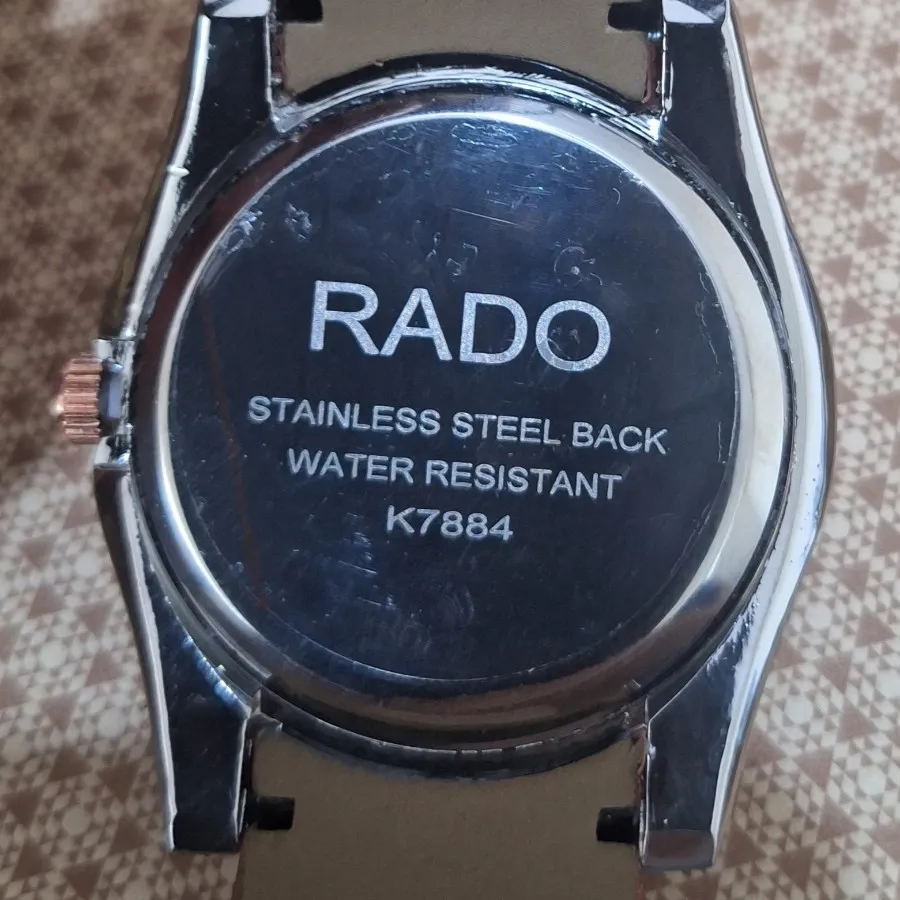 RADO
STAINLESS STEEL BACK
WATER RESISTANT
K7884